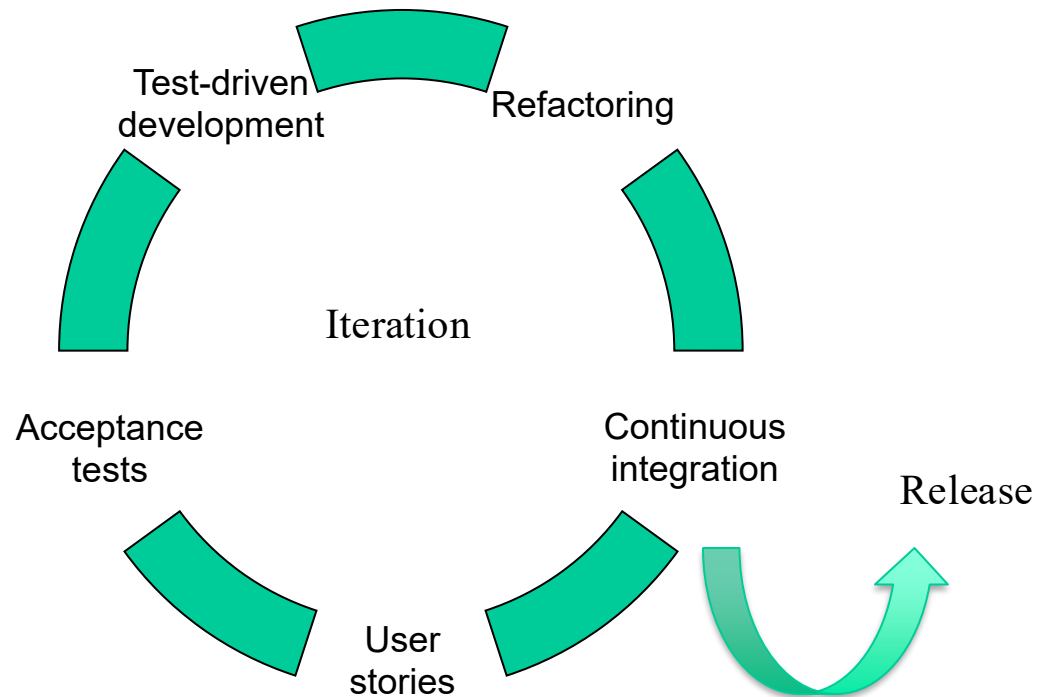 Test-driven
development
Refactoring
Iteration
Acceptance
tests
Continuous
integration
Release
User
stories